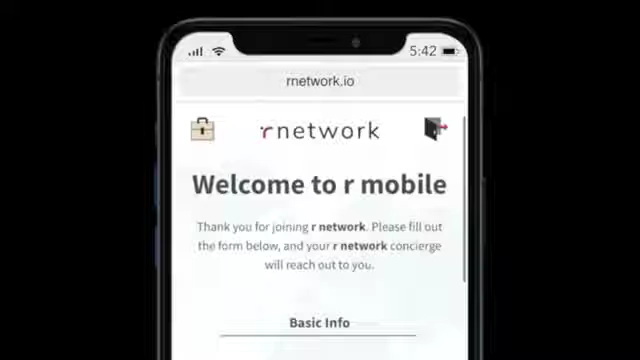 5:42
rnetwork.io
rnetwork
Welcome to r mobile
Thank you for joining r network. Please fill out
the form below, and your r network concierge
will reach out to you.
Basic Info